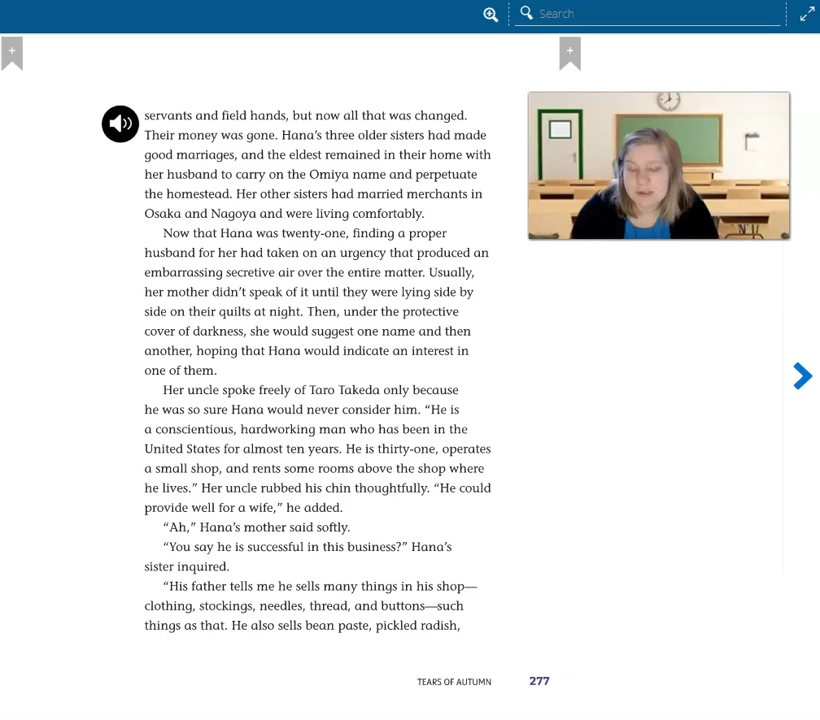 Search
+
+
servants and field hands, but now all that was changed.
Their money was gone. Hana's three older sisters had made
good marriages, and the eldest remained in their home with
her husband to carry on the Omiya name and perpetuate
the homestead. Her other sisters had married merchants in
Osaka and Nagoya and were living comfortably.
Now that Hana was twenty-one, finding a proper
husband for her had taken on an urgency that produced an
embarrassing secretive air over the entire matter. Usually,
her mother didn't speak of it until they were lying side by
side on their quilts at night. Then, under the protective
cover of darkness, she would suggest one name and then
another, hoping that Hana would indicate an interest in
one of them.
Her uncle spoke freely of Taro Takeda only because
he was so sure Hana would never consider him. “He is
a conscientious, hardworking man who has been in the
United States for almost ten years. He is thirty-one, operates
a small shop, and rents some rooms above the shop where
he lives.” Her uncle rubbed his chin thoughtfully. “He could
provide well for a wife,” he added.
“Ah,” Hana's mother said softly.
“You say he is successful in this business?” Hana's
sister inquired.
“His father tells me he sells many things in his shop—
clothing, stockings, needles, thread, and buttons—such
things as that. He also sells bean paste, pickled radish,
TEARS OF AUTUMN 277